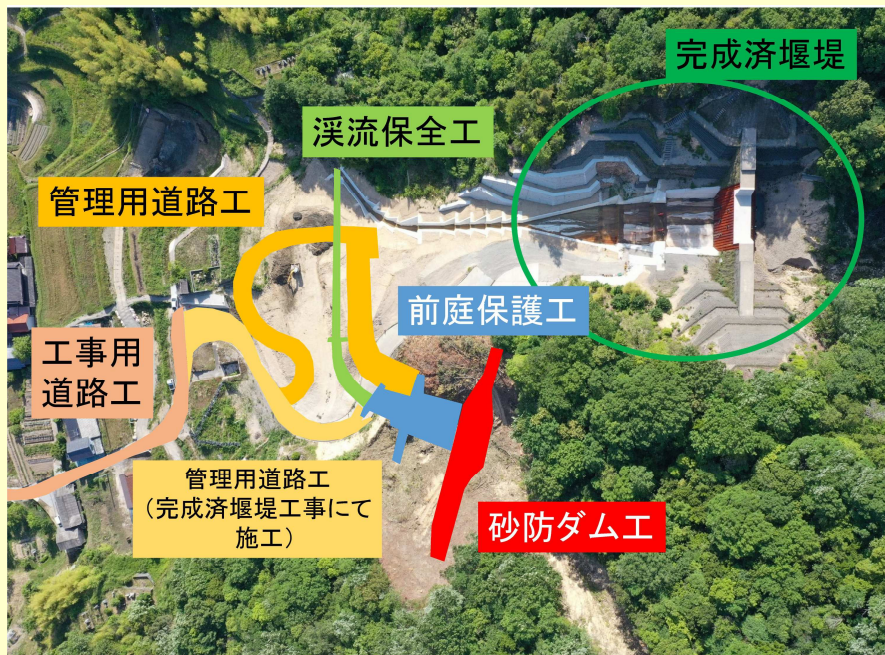 完成済堰堤
渓流保全工
管理用道路工
前庭保護工
工事用
道路工
管理用道路工
（完成済堰堤工事にて
施工）
砂防ダム工